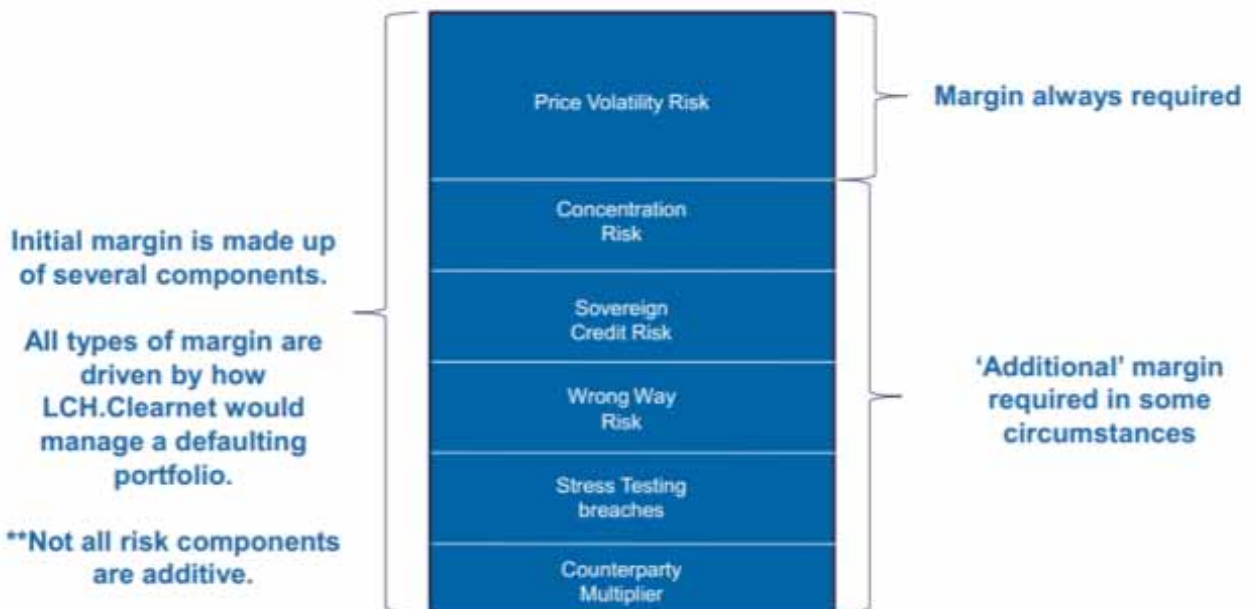 Initial margin is made up
of several components.
All types of margin are
driven by how
LCH.Clearnet would
manage a defaulting
portfolio.
**Not all risk components
are additive.
Price Volatility Risk
Concentration
Risk
Sovereign
Credit Risk
Wrong Way
Risk
Stress Testing
breaches
Counterparty
Multiplier
Margin always required
‘Additional’ margin
required in some
circumstances